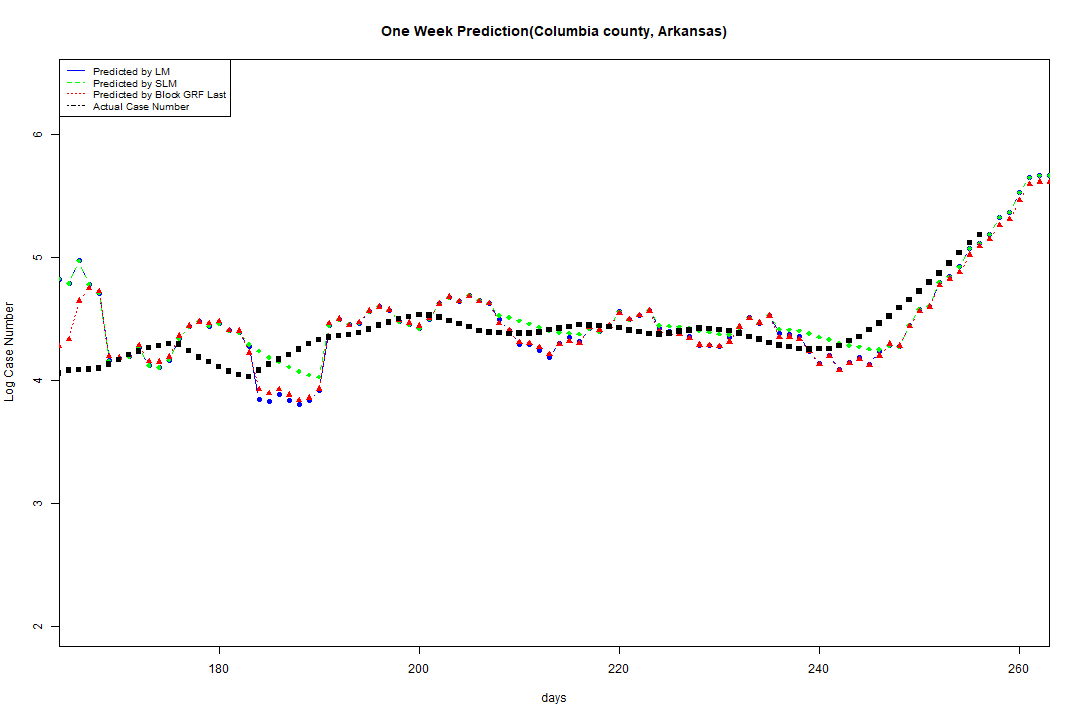 One Week Prediction(Columbia county, Arkansas)
Predicted by LM
Predicted by SLM
Predicted by Block GRF Last
Actual Case Number
6
5
4
3
2
Log Case Number
180 200 220 240 260
days